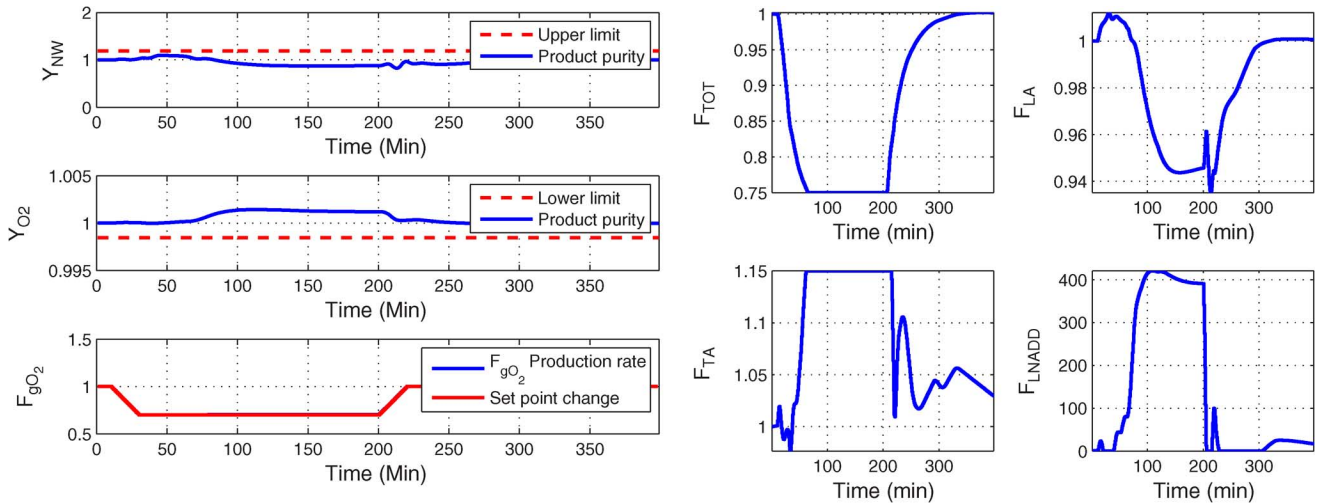 2
1
0
Y_NW
Upper limit
Product purity
0 50 100 150 200 250 300 350
Time (Min)
1.005
1
0.995
Y_O2
Lower limit
Product purity
0 50 100 150 200 250 300 350
Time (Min)
1.5
1
0.5
F_gO_2
F_gO_2 Production rate
Set point change
0 50 100 150 200 250 300 350
Time (Min)
1
0.95
0.9
0.85
0.8
0.75
F_TOT
100 200 300
Time (min)
1
0.98
0.96
0.94
F_LA
100 200 300
Time (min)
1.15
1.1
1.05
1
F_TA
100 200 300
Time (min)
400
300
200
100
0
F_LNADD
100 200 300
Time (min)